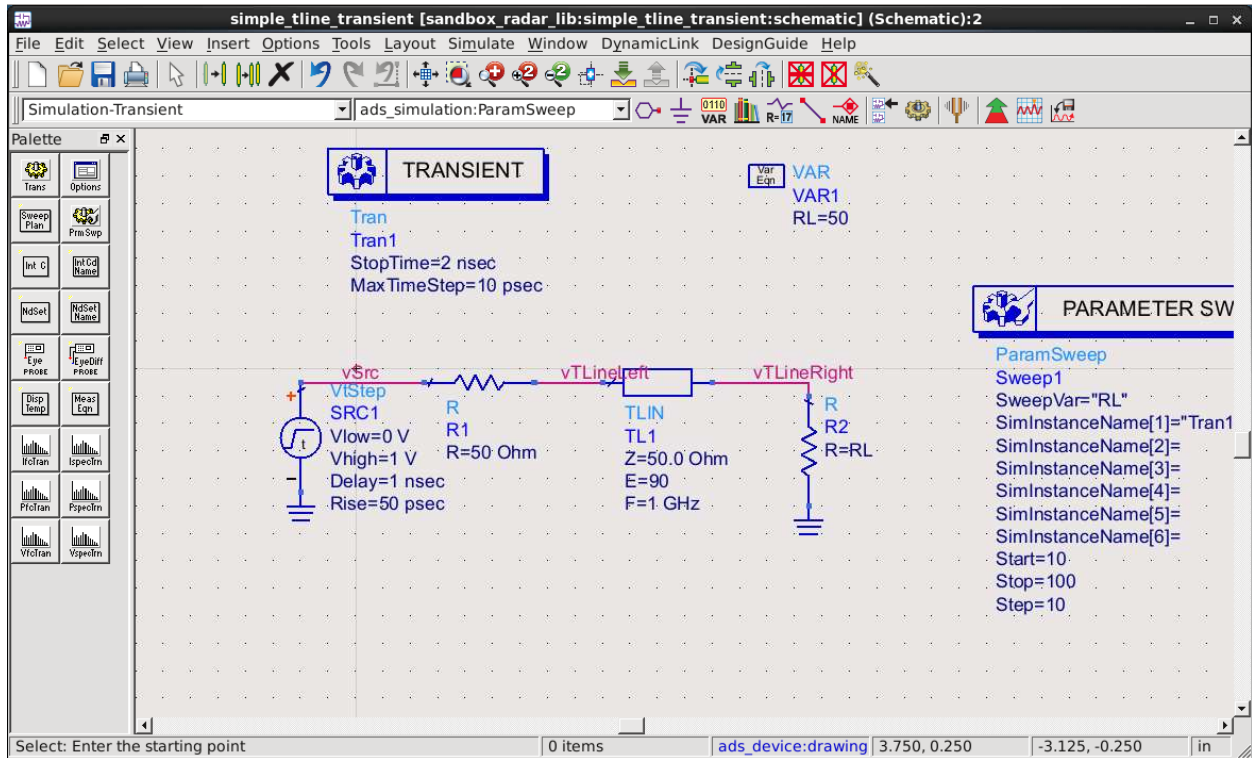 simple_tline_transient [sandbox_radar_lib:simple_tline_transient:schematic] (Schematic):2
File Edit Select View Insert Options Tools Layout Simulate Window DynamicLink DesignGuide Help
Simulation-Transient ads_simulation:ParamSweep 0110 VAR R=17 NAME
Palette
Trans Options
Sweep Plan Prm Swp
Int C Int Cd Name
NdSet NdSet Name
Eye PROBE EyeDiff PROBE
Disp Temp Meas Eqn
IfcTran IspecTrn
PfcTran PspecTrn
VfcTran VspecTrn
TRANSIENT
Tran
Tran1
StopTime=2 nsec
MaxTimeStep=10 psec
Var Eqn
VAR
VAR1
RL=50
PARAMETER SW
ParamSweep
Sweep1
SweepVar="RL"
SimInstanceName[1]="Tran1
SimInstanceName[2]=
SimInstanceName[3]=
SimInstanceName[4]=
SimInstanceName[5]=
SimInstanceName[6]=
Start=10
Stop=100
Step=10
vSrc
VtStep
SRC1
Vlow=0 V
Vhigh=1 V
Delay=1 nsec
Rise=50 psec
t
R
R1
R=50 Ohm
vTLineLeft
TLIN
TL1
Z=50.0 Ohm
E=90
F=1 GHz
vTLineRight
R
R2
R=RL
Select: Enter the starting point 0 items ads_device:drawing 3.750, 0.250 -3.125, -0.250 in